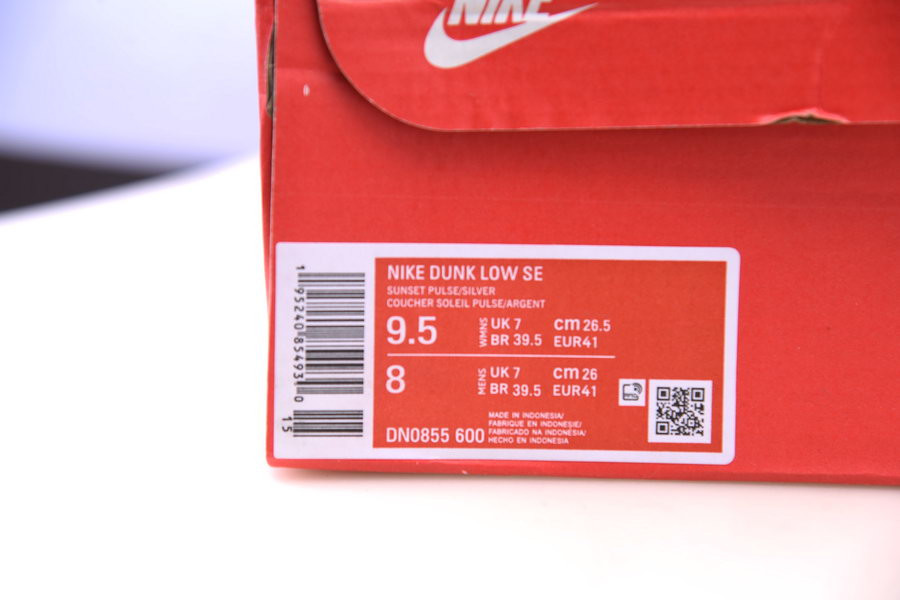 NIKE
NIKE DUNK LOW SE
SUNSET PULSE/SILVER
COUCHER SOLEIL PULSE/ARGENT
9.5 WMNS UK 7 cm 26.5
BR 39.5 EUR41
8 MENS UK 7 cm 26
BR 39.5 EUR41
DN0855 600
MADE IN INDONESIA/
FABRIQUE EN INDONESIE/
FABRICADO NA INDONESIA/
HECHO EN INDONESIA
1 95240 85493 0
15